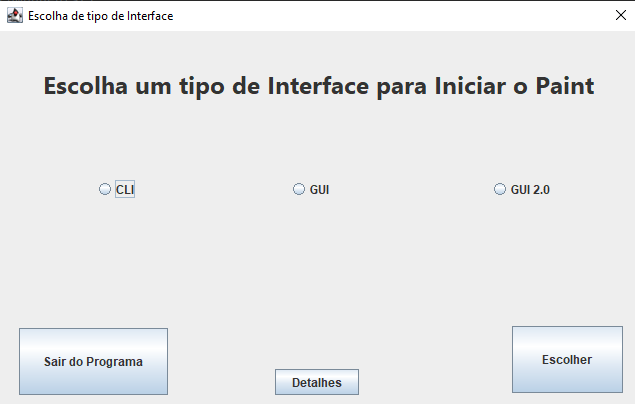 Escolha de tipo de Interface
Escolha um tipo de Interface para Iniciar o Paint
CLI
GUI
GUI 2.0
Sair do Programa
Detalhes
Escolher